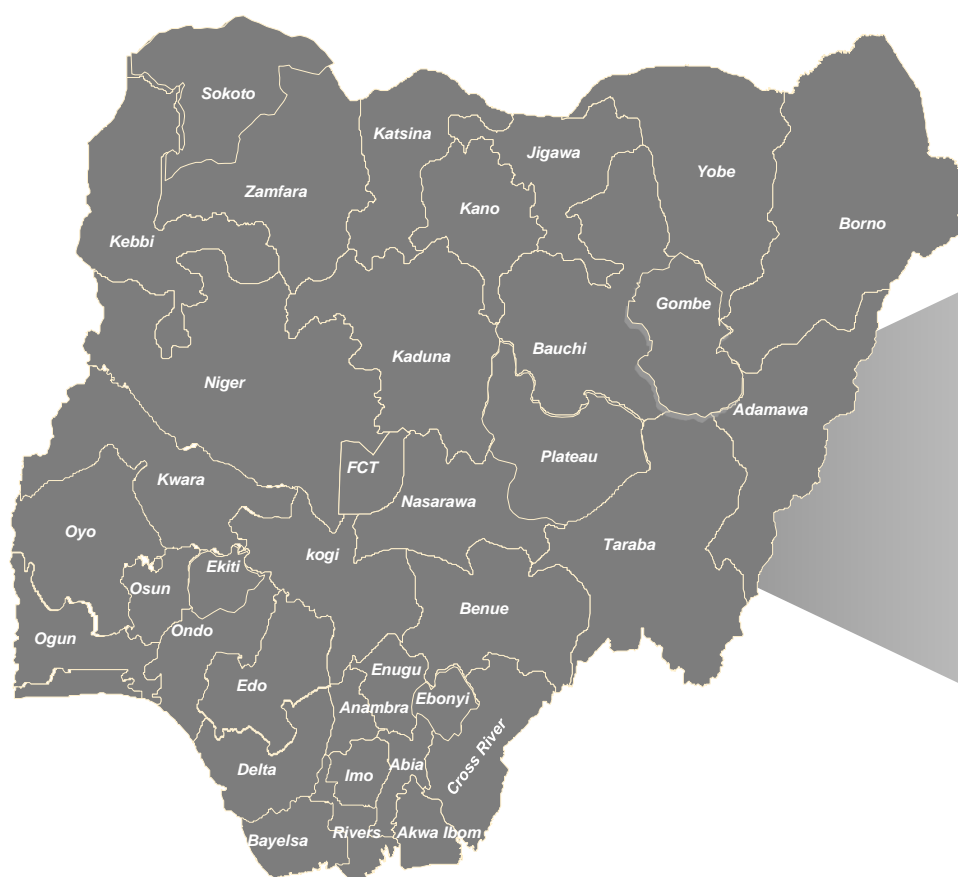 Sokoto
Katsina
Jigawa
Yobe
Zamfara
Kano
Borno
Kebbi
Gombe
Bauchi
Kaduna
Niger
Adamawa
FCT
Plateau
Kwara
Nasarawa
Oyo
Taraba
kogi
Ekiti
Osun
Benue
Ondo
Ogun
Enugu
Edo
Ebonyi
Anambra
Cross River
Abia
Delta
Imo
Rivers
Akwa Ibom
Bayelsa